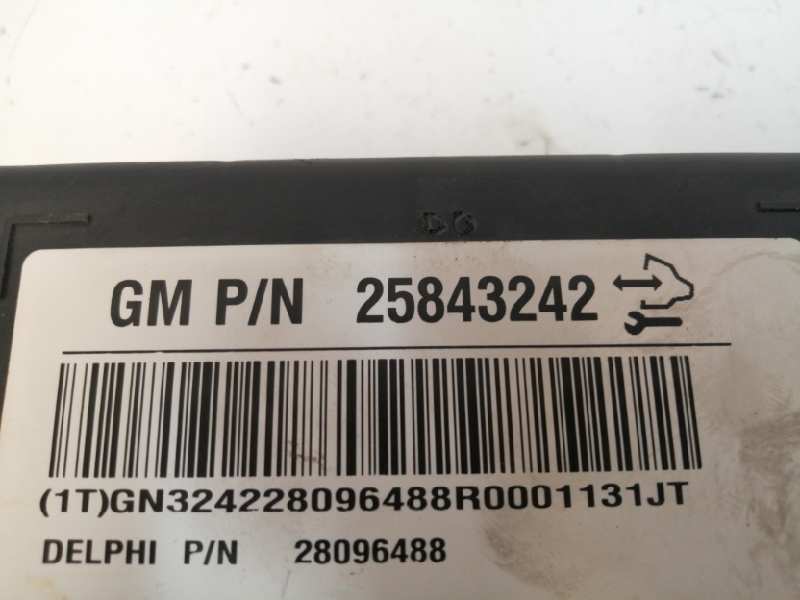 D6
GM P/N 25843242
(1T)GN324228096488R0001131JT
DELPHI P/N 28096488